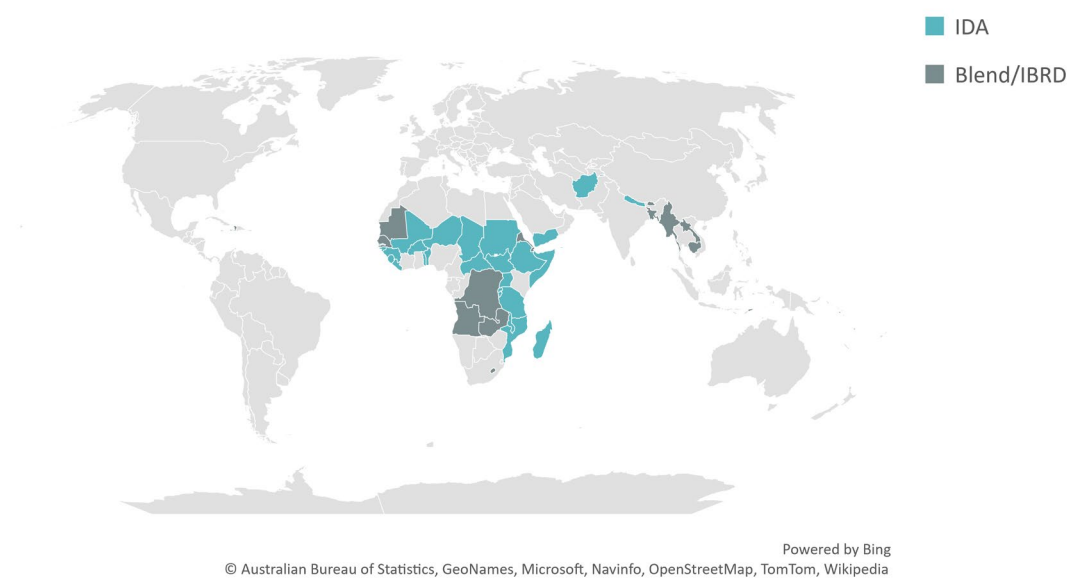 IDA
Blend/IBRD
Powered by Bing
© Australian Bureau of Statistics, GeoNames, Microsoft, Navinfo, OpenStreetMap, TomTom, Wikipedia